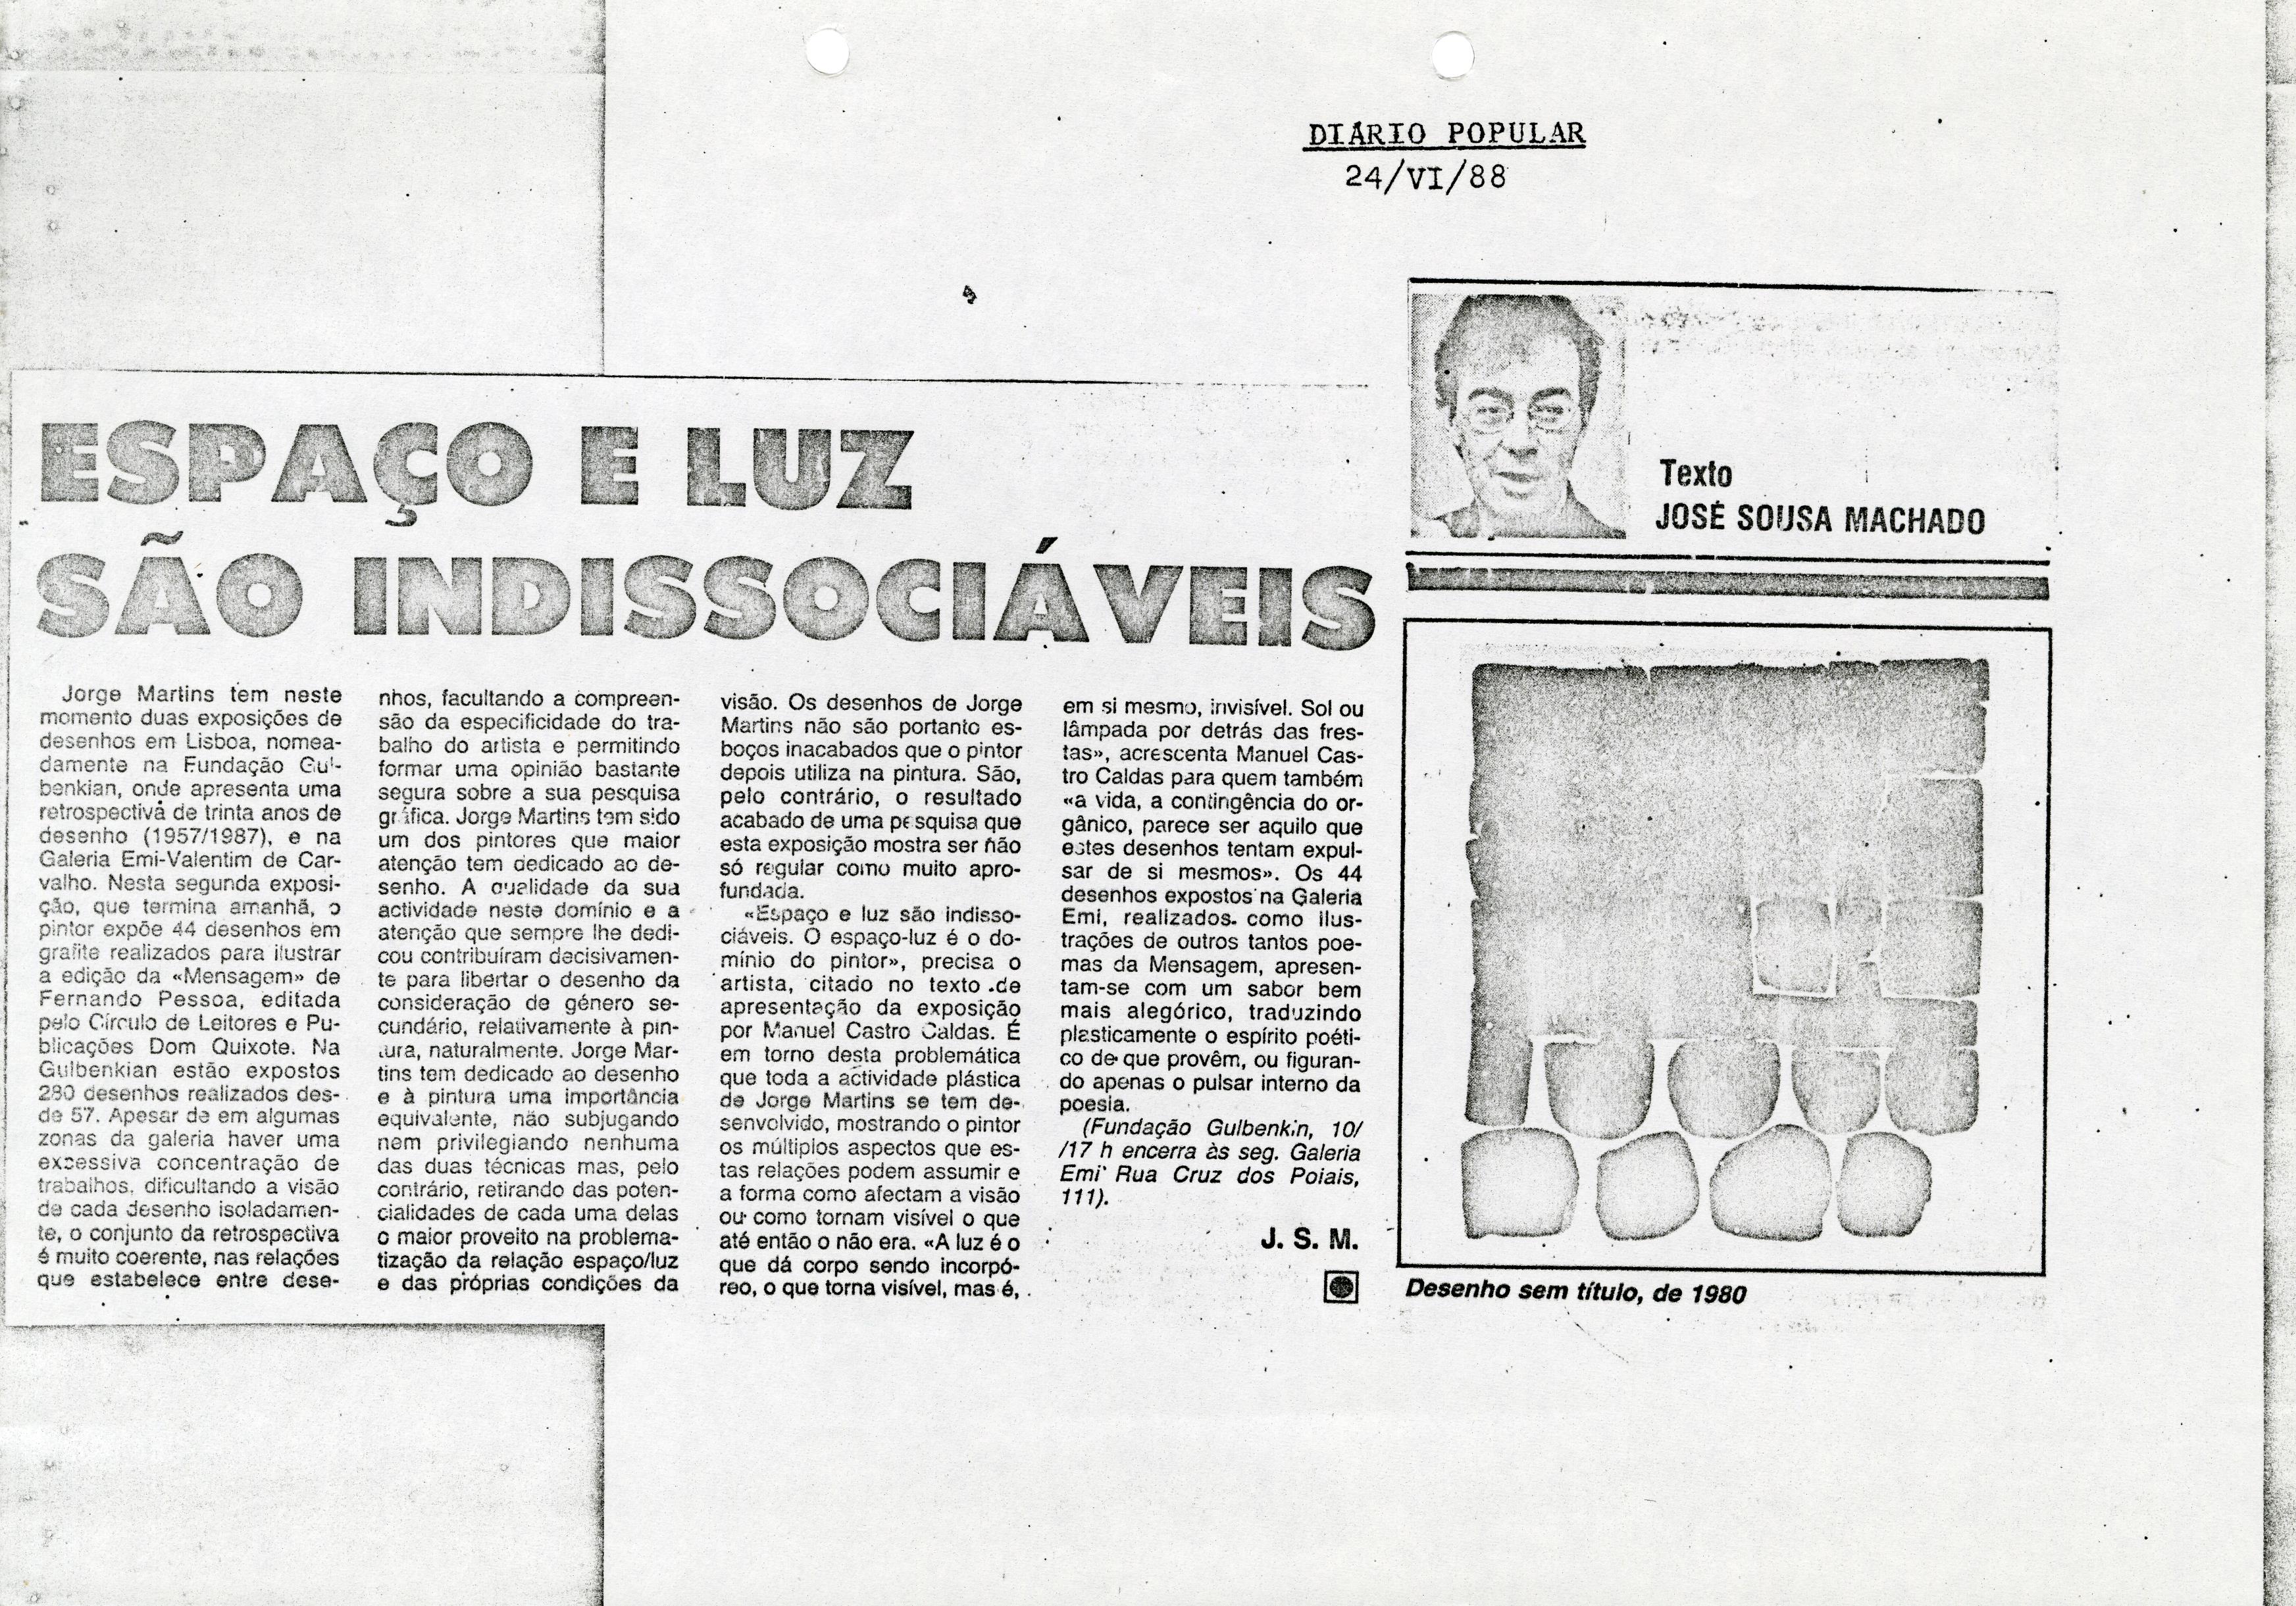 DIÁRIO POPULAR
24/VI/88
Texto
JOSÉ SOUSA MACHADO
ESPAÇO E LUZ
SÃO INDISSOCIÁVEIS
Jorge Martins tem neste
momento duas exposições de
desenhos em Lisboa, nomea-
damente na Fundação Gul-
benkian, onde apresenta uma
retrospectiva de trinta anos de
desenho (1957/1987), e na
Galeria Emi-Valentim de Car-
valho. Nesta segunda exposi-
ção, que termina amanhã, o
pintor expõe 44 desenhos em
grafite realizados para ilustrar
a edição da «Mensagem» de
Fernando Pessoa, editada
pelo Círculo de Leitores e Pu-
blicações Dom Quixote. Na
Gulbenkian estão expostos
280 desenhos realizados des-
de 57. Apesar de em algumas
zonas da galeria haver uma
excessiva concentração de
trabalhos, dificultando a visão
de cada desenho isoladamen-
te, o conjunto da retrospectiva
é muito coerente, nas relações
que estabelece entre dese-
nhos, facultando a compreen-
são da especificidade do tra-
balho do artista e permitindo
formar uma opinião bastante
segura sobre a sua pesquisa
gráfica. Jorge Martins tem sido
um dos pintores que maior
atenção tem dedicado ao de-
senho. A qualidade da sua
actividade neste domínio e a
atenção que sempre lhe dedi-
cou contribuíram decisivamen-
te para libertar o desenho da
consideração de género se-
cundário, relativamente à pin-
tura, naturalmente. Jorge Mar-
tins tem dedicado ao desenho
e à pintura uma importância
equivalente, não subjugando
nem privilegiando nenhuma
das duas técnicas mas, pelo
contrário, retirando das poten-
cialidades de cada uma delas
o maior proveito na problema-
tização da relação espaço/luz
e das próprias condições da
visão. Os desenhos de Jorge
Martins não são portanto es-
boços inacabados que o pintor
depois utiliza na pintura. São,
pelo contrário, o resultado
acabado de uma pesquisa que
esta exposição mostra ser não
só regular como muito apro-
fundada.
«Espaço e luz são indisso-
ciáveis. O espaço-luz é o do-
mínio do pintor», precisa o
artista, citado no texto de
apresentação da exposição
por Manuel Castro Caldas. É
em torno desta problemática
que toda a actividade plástica
de Jorge Martins se tem de-
senvolvido, mostrando o pintor
os múltiplos aspectos que es-
tas relações podem assumir e
a forma como afectam a visão
ou como tornam visível o que
até então o não era. «A luz é o
que dá corpo sendo incorpó-
reo, o que torna visível, mas é,
em si mesmo, invisível. Sol ou
lâmpada por detrás das fres-
tas», acrescenta Manuel Cas-
tro Caldas para quem também
«a vida, a contingência do or-
gânico, parece ser aquilo que
estes desenhos tentam expul-
sar de si mesmos». Os 44
desenhos expostos na Galeria
Emi, realizados como ilus-
trações de outros tantos poe-
mas da Mensagem, apresen-
tam-se com um sabor bem
mais alegórico, traduzindo
plasticamente o espírito poéti-
co de que provêm, ou figuran-
do apenas o pulsar interno da
poesia.
(Fundação Gulbenkin, 10/
/17 h encerra às seg. Galeria
Emi Rua Cruz dos Poiais,
111).
J. S. M.
Desenho sem título, de 1980